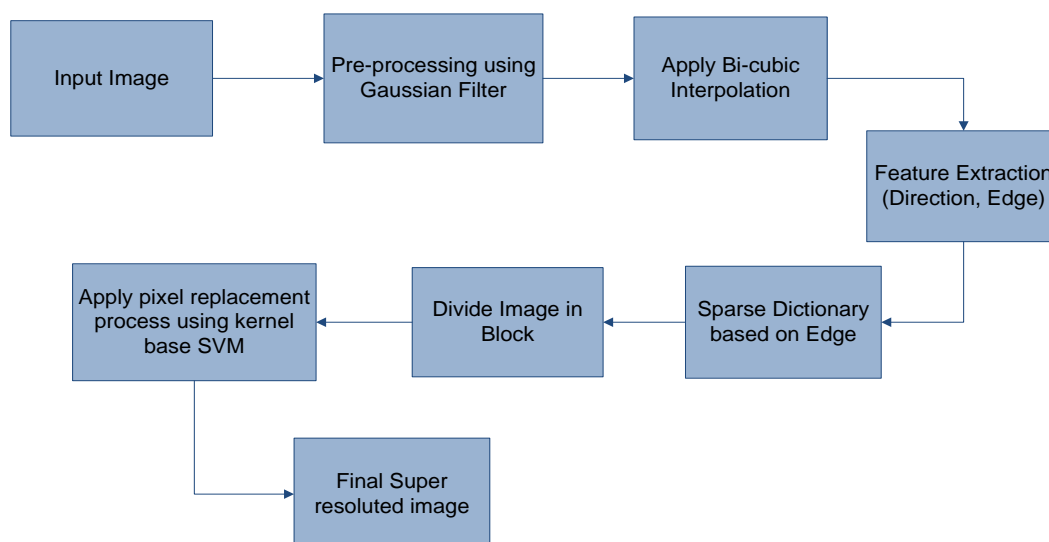 Input Image
Pre-processing using
Gaussian Filter
Apply Bi-cubic
Interpolation
Feature Extraction
(Direction, Edge)
Sparse Dictionary
based on Edge
Divide Image in
Block
Apply pixel replacement
process using kernel
base SVM
Final Super
resoluted image